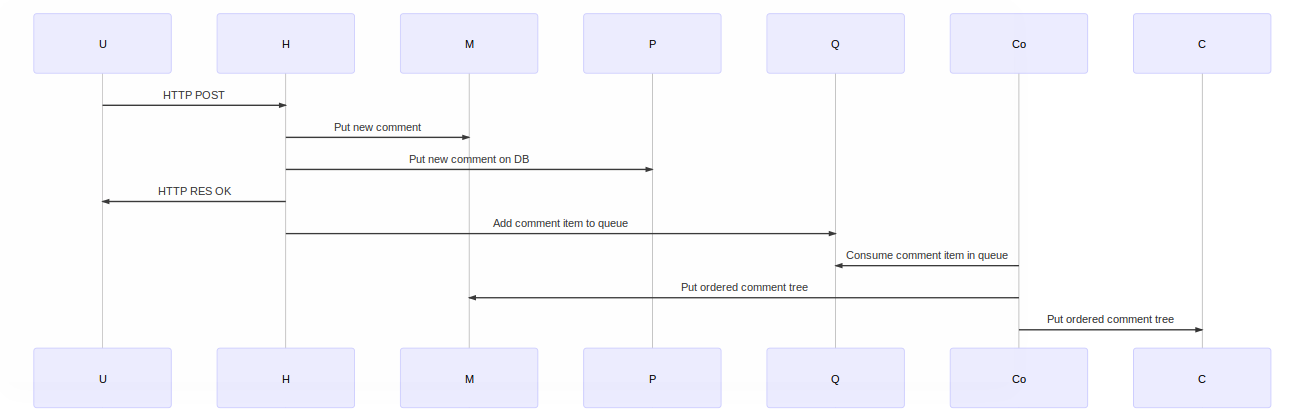 U
H
M
P
Q
Co
C
HTTP POST
Put new comment
Put new comment on DB
HTTP RES OK
Add comment item to queue
Consume comment item in queue
Put ordered comment tree
Put ordered comment tree
U
H
M
P
Q
Co
C